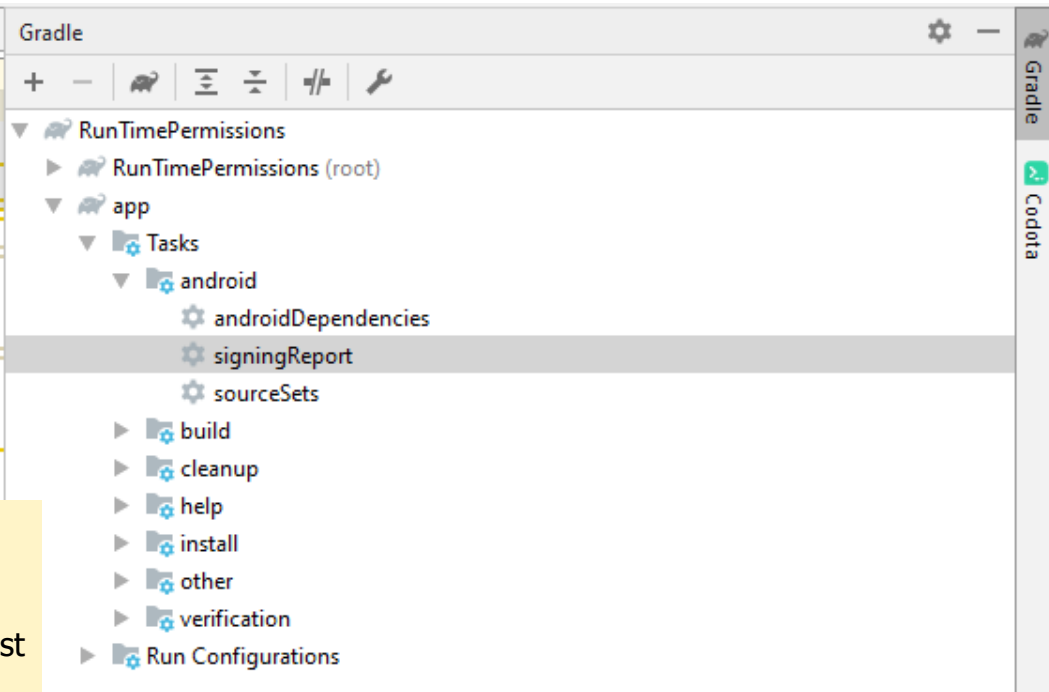 Gradle
RunTimePermissions
RunTimePermissions (root)
app
Tasks
android
androidDependencies
signingReport
sourceSets
build
cleanup
help
install
other
verification
Run Configurations
st
Gradle
Codota